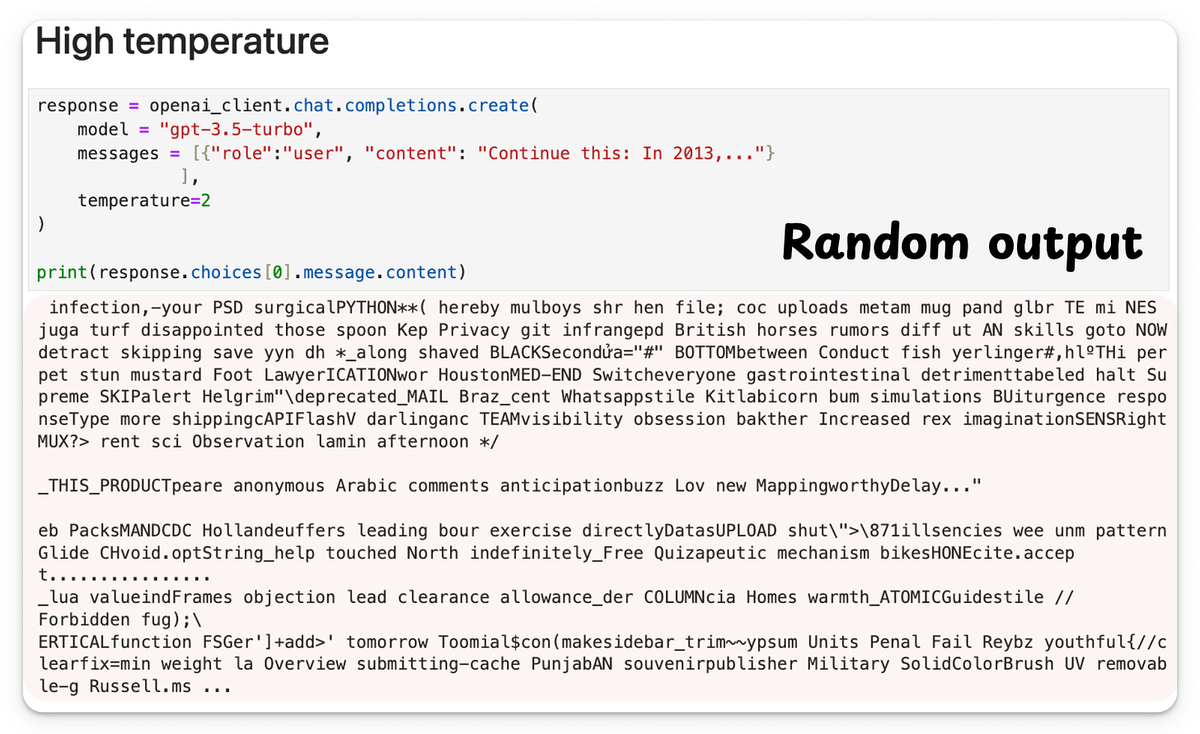 High temperature
response = openai_client.chat.completions.create(
    model = "gpt-3.5-turbo",
    messages = [{"role":"user", "content": "Continue this: In 2013,..."}
              ],
    temperature=2
)
Random output
print(response.choices[0].message.content)
 infection,—your PSD surgicalPYTHON**( hereby mulboys shr hen file; coc uploads metam mug pand glbr TE mi NES
juga turf disappointed those spoon Kep Privacy git infrangepd British horses rumors diff ut AN skills goto NOW
detract skipping save yyn dh *_along shaved BLACKSecondửa="#" BOTTOMbetween Conduct fish yerlinger#,hlºTHi per
pet stun mustard Foot LawyerICATIONwor HoustonMED-END Switcheveryone gastrointestinal detrimenttabeled halt Su
preme SKIPalert Helgrim"\deprecated_MAIL Braz_cent Whatsappstile Kitlabicorn bum simulations BUiturgence respo
nseType more shippingcAPIFlashV darlinganc TEAMvisibility obsession bakther Increased rex imaginationSENSRight
MUX?> rent sci Observation lamin afternoon */
_THIS_PRODUCTpeare anonymous Arabic comments anticipationbuzz Lov new MappingworthyDelay..."
eb PacksMANDCDC Hollandeuffers leading bour exercise directlyDatasUPLOAD shut\">\871illsencies wee unm pattern
Glide CHvoid.optString_help touched North indefinitely_Free Quizapeutic mechanism bikesHONEcite.accep
t................
_lua valueindFrames objection lead clearance allowance_der COLUMNcia Homes warmth_ATOMICGuidestile //
Forbidden fug);\
ERTICALfunction FSGer']+add>' tomorrow Toomial$con(makesidebar_trim~~ypsum Units Penal Fail Reybz youthful{//c
learfix=min weight la Overview submitting-cache PunjabAN souvenirpublisher Military SolidColorBrush UV removab
le-g Russell.ms ...